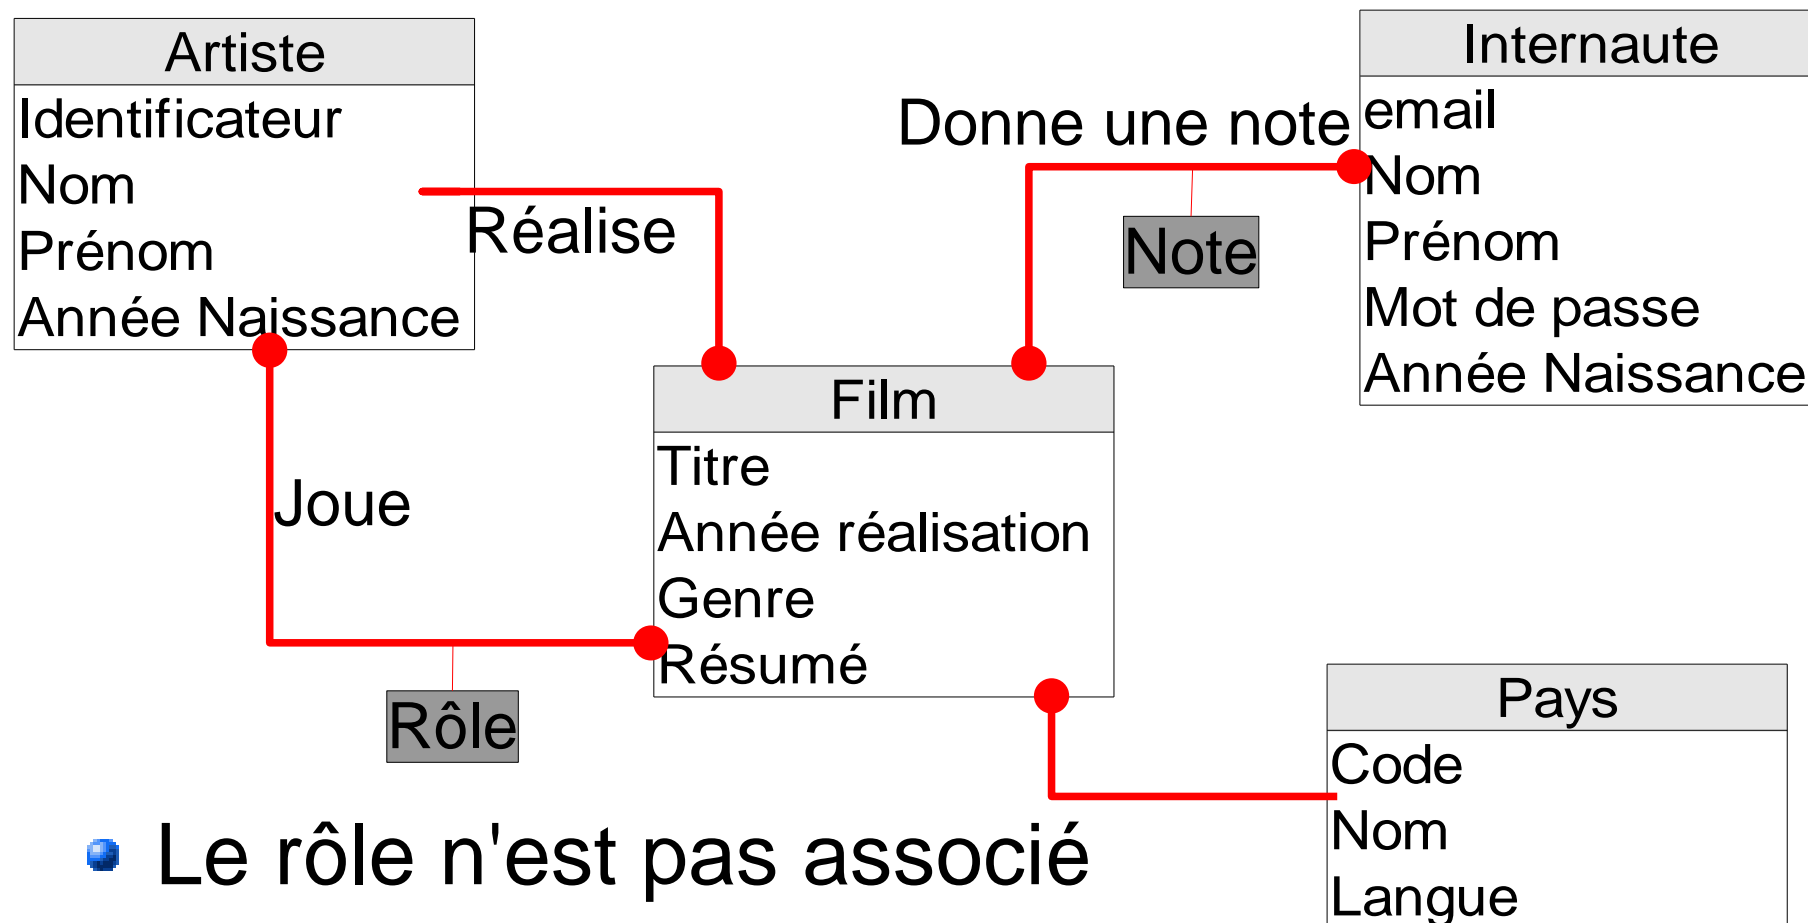 Artiste
Identificateur
Nom
Prénom
Année Naissance
Réalise
Donne une note
Note
Internaute
email
Nom
Prénom
Mot de passe
Année Naissance
Joue
Rôle
Film
Titre
Année réalisation
Genre
Résumé
Pays
Code
Nom
Langue
Le rôle n'est pas associé